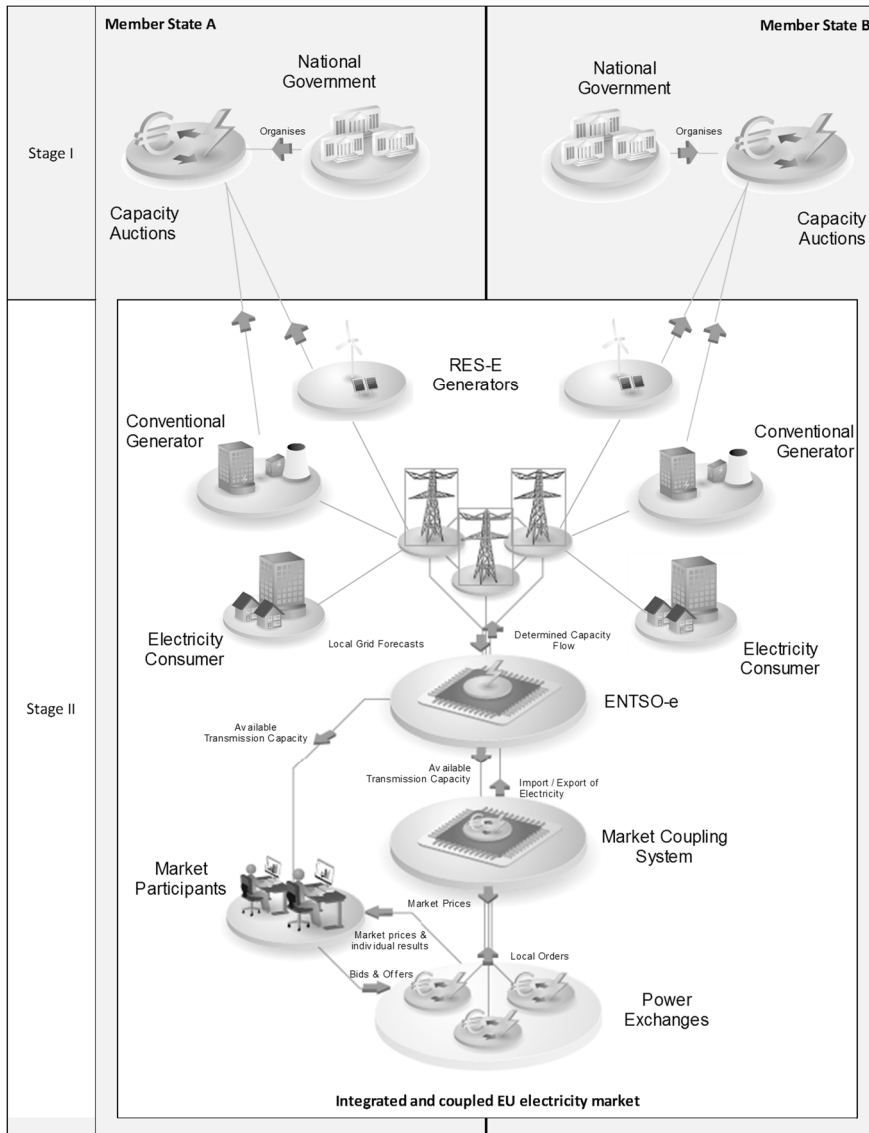 Member State A
Member State B
National
Government
National
Government
Organises
Organises
Stage I
Capacity
Auctions
Capacity
Auctions
RES-E
Generators
Conventional
Generator
Conventional
Generator
Electricity
Consumer
Electricity
Consumer
Local Grid Forecasts
Determined Capacity
Flow
ENTSO-e
Stage II
Available
Transmission Capacity
Available
Transmission Capacity
Import / Export of
Electricity
Market Coupling
System
Market
Participants
Market Prices
Market prices &
individual results
Local Orders
Bids & Offers
Power
Exchanges
Integrated and coupled EU electricity market